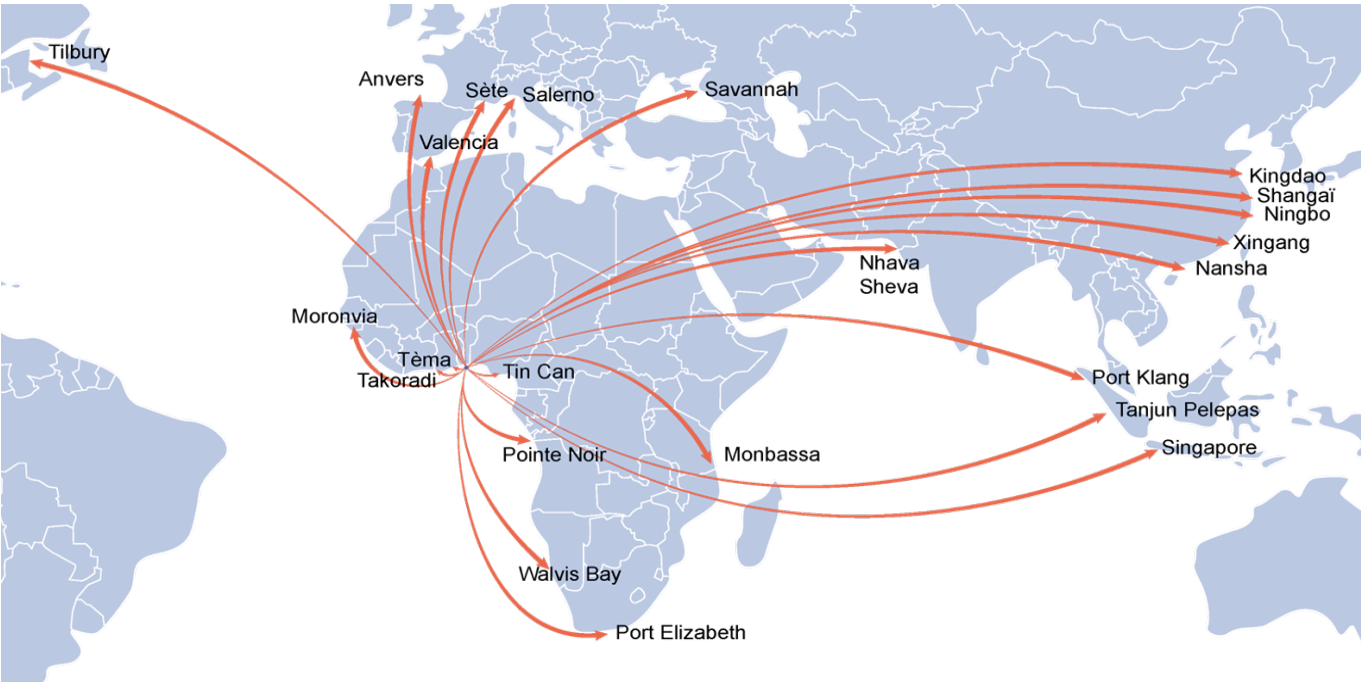 Tilbury
Anvers
Sète
Salerno
Savannah
Valencia
Kingdao
Shangaï
Ningbo
Xingang
Nansha
Nhava
Sheva
Moronvia
Tèma
Takoradi
Tin Can
Port Klang
Tanjun Pelepas
Singapore
Pointe Noir
Monbassa
Walvis Bay
Port Elizabeth